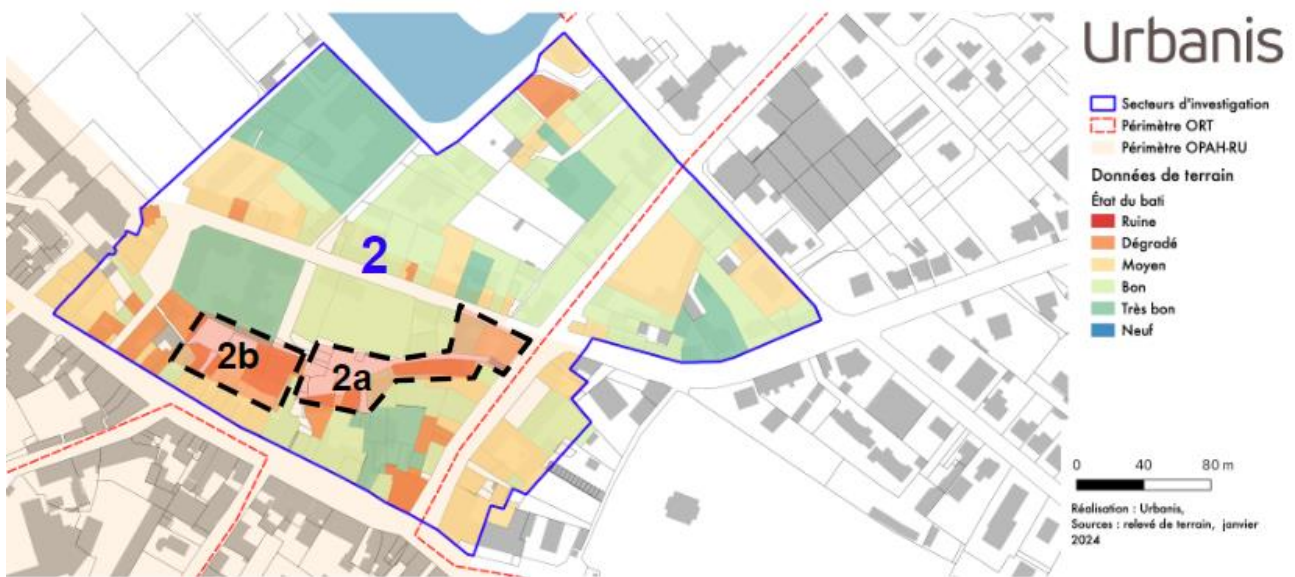 Urbanis
Secteurs d'investigation
Périmètre ORT
Périmètre OPAH-RU
Données de terrain
État du bati
Ruine
Dégradé
Moyen
Bon
Très bon
Neuf
2
2b
2a
0 40 80 m
Réalisation : Urbanis,
Sources : relevé de terrain, janvier
2024